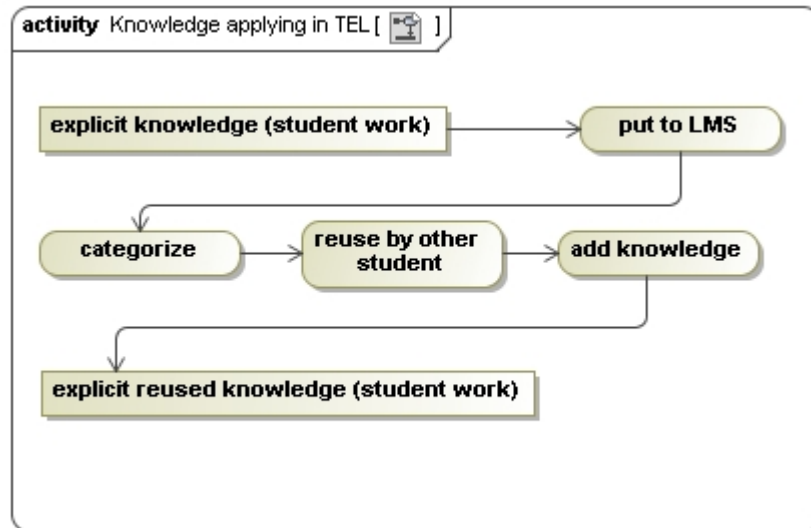 activity Knowledge applying in TEL [ ]
explicit knowledge (student work)
put to LMS
categorize
reuse by other
student
add knowledge
explicit reused knowledge (student work)